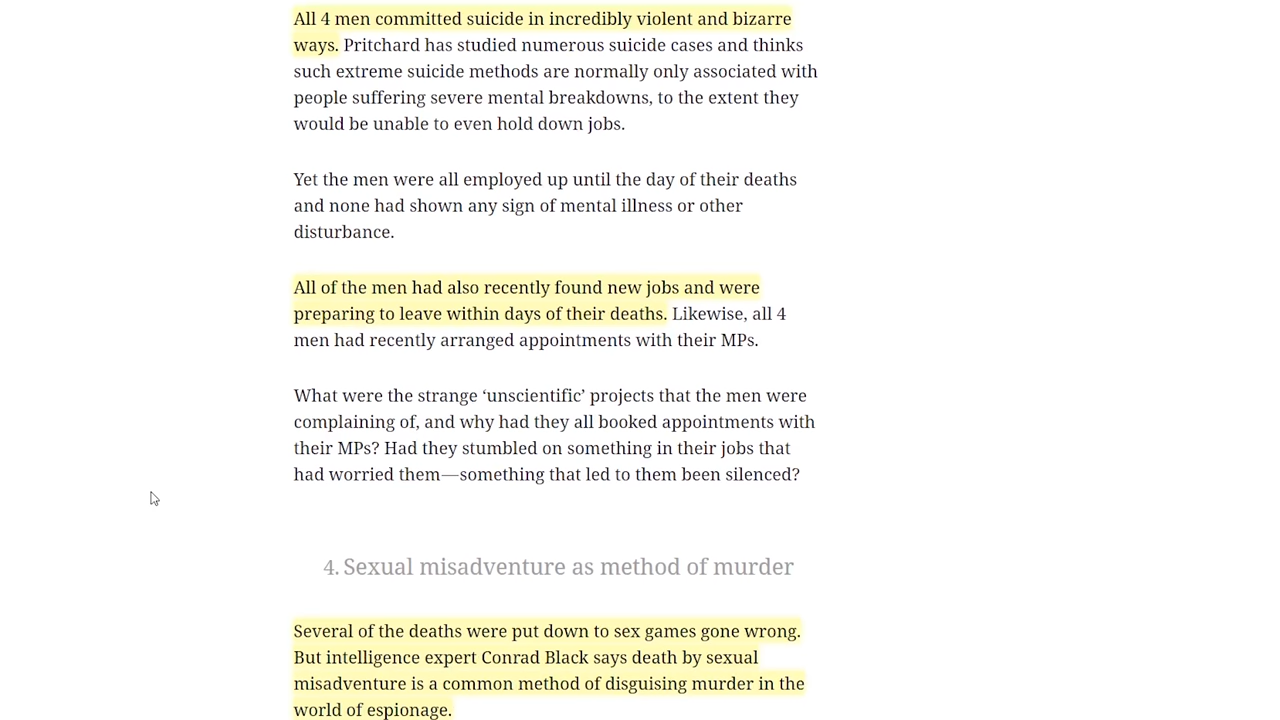 All 4 men committed suicide in incredibly violent and bizarre
ways. Pritchard has studied numerous suicide cases and thinks
such extreme suicide methods are normally only associated with
people suffering severe mental breakdowns, to the extent they
would be unable to even hold down jobs.
Yet the men were all employed up until the day of their deaths
and none had shown any sign of mental illness or other
disturbance.
All of the men had also recently found new jobs and were
preparing to leave within days of their deaths. Likewise, all 4
men had recently arranged appointments with their MPs.
What were the strange ‘unscientific’ projects that the men were
complaining of, and why had they all booked appointments with
their MPs? Had they stumbled on something in their jobs that
had worried them—something that led to them been silenced?
4. Sexual misadventure as method of murder
Several of the deaths were put down to sex games gone wrong.
But intelligence expert Conrad Black says death by sexual
misadventure is a common method of disguising murder in the
world of espionage.